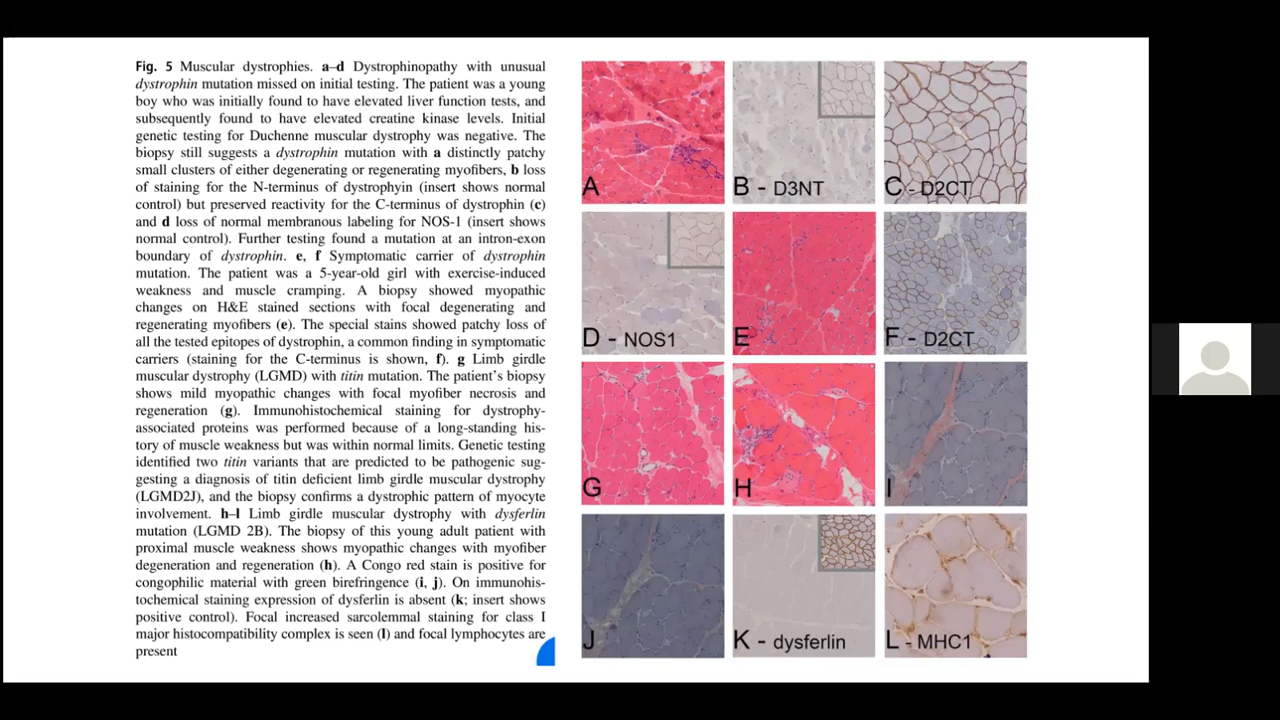 Fig. 5 Muscular dystrophies. a–d Dystrophinopathy with unusual
dystrophin mutation missed on initial testing. The patient was a young
boy who was initially found to have elevated liver function tests, and
subsequently found to have elevated creatine kinase levels. Initial
genetic testing for Duchenne muscular dystrophy was negative. The
biopsy still suggests a dystrophin mutation with a distinctly patchy
small clusters of either degenerating or regenerating myofibers, b loss
of staining for the N-terminus of dystrophyin (insert shows normal
control) but preserved reactivity for the C-terminus of dystrophin (c)
and d loss of normal membranous labeling for NOS-1 (insert shows
normal control). Further testing found a mutation at an intron-exon
boundary of dystrophin. e, f Symptomatic carrier of dystrophin
mutation. The patient was a 5-year-old girl with exercise-induced
weakness and muscle cramping. A biopsy showed myopathic
changes on H&E stained sections with focal degenerating and
regenerating myofibers (e). The special stains showed patchy loss of
all the tested epitopes of dystrophin, a common finding in symptomatic
carriers (staining for the C-terminus is shown, f). g Limb girdle
muscular dystrophy (LGMD) with titin mutation. The patient's biopsy
shows mild myopathic changes with focal myofiber necrosis and
regeneration (g). Immunohistochemical staining for dystrophy-
associated proteins was performed because of a long-standing his-
tory of muscle weakness but was within normal limits. Genetic testing
identified two titin variants that are predicted to be pathogenic sug-
gesting a diagnosis of titin deficient limb girdle muscular dystrophy
(LGMD2J), and the biopsy confirms a dystrophic pattern of myocyte
involvement. h–l Limb girdle muscular dystrophy with dysferlin
mutation (LGMD 2B). The biopsy of this young adult patient with
proximal muscle weakness shows myopathic changes with myofiber
degeneration and regeneration (h). A Congo red stain is positive for
congophilic material with green birefringence (i, j). On immunohis-
tochemical staining expression of dysferlin is absent (k; insert shows
positive control). Focal increased sarcolemmal staining for class I
major histocompatibility complex is seen (l) and focal lymphocytes are
present
A
B - D3NT
C - D2CT
D - NOS1
E
F - D2CT
G
H
I
J
K - dysferlin
L - MHC1